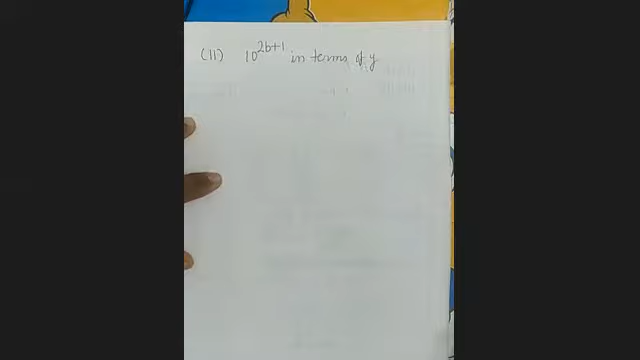 (II) 10^{2b+1} in terms of y